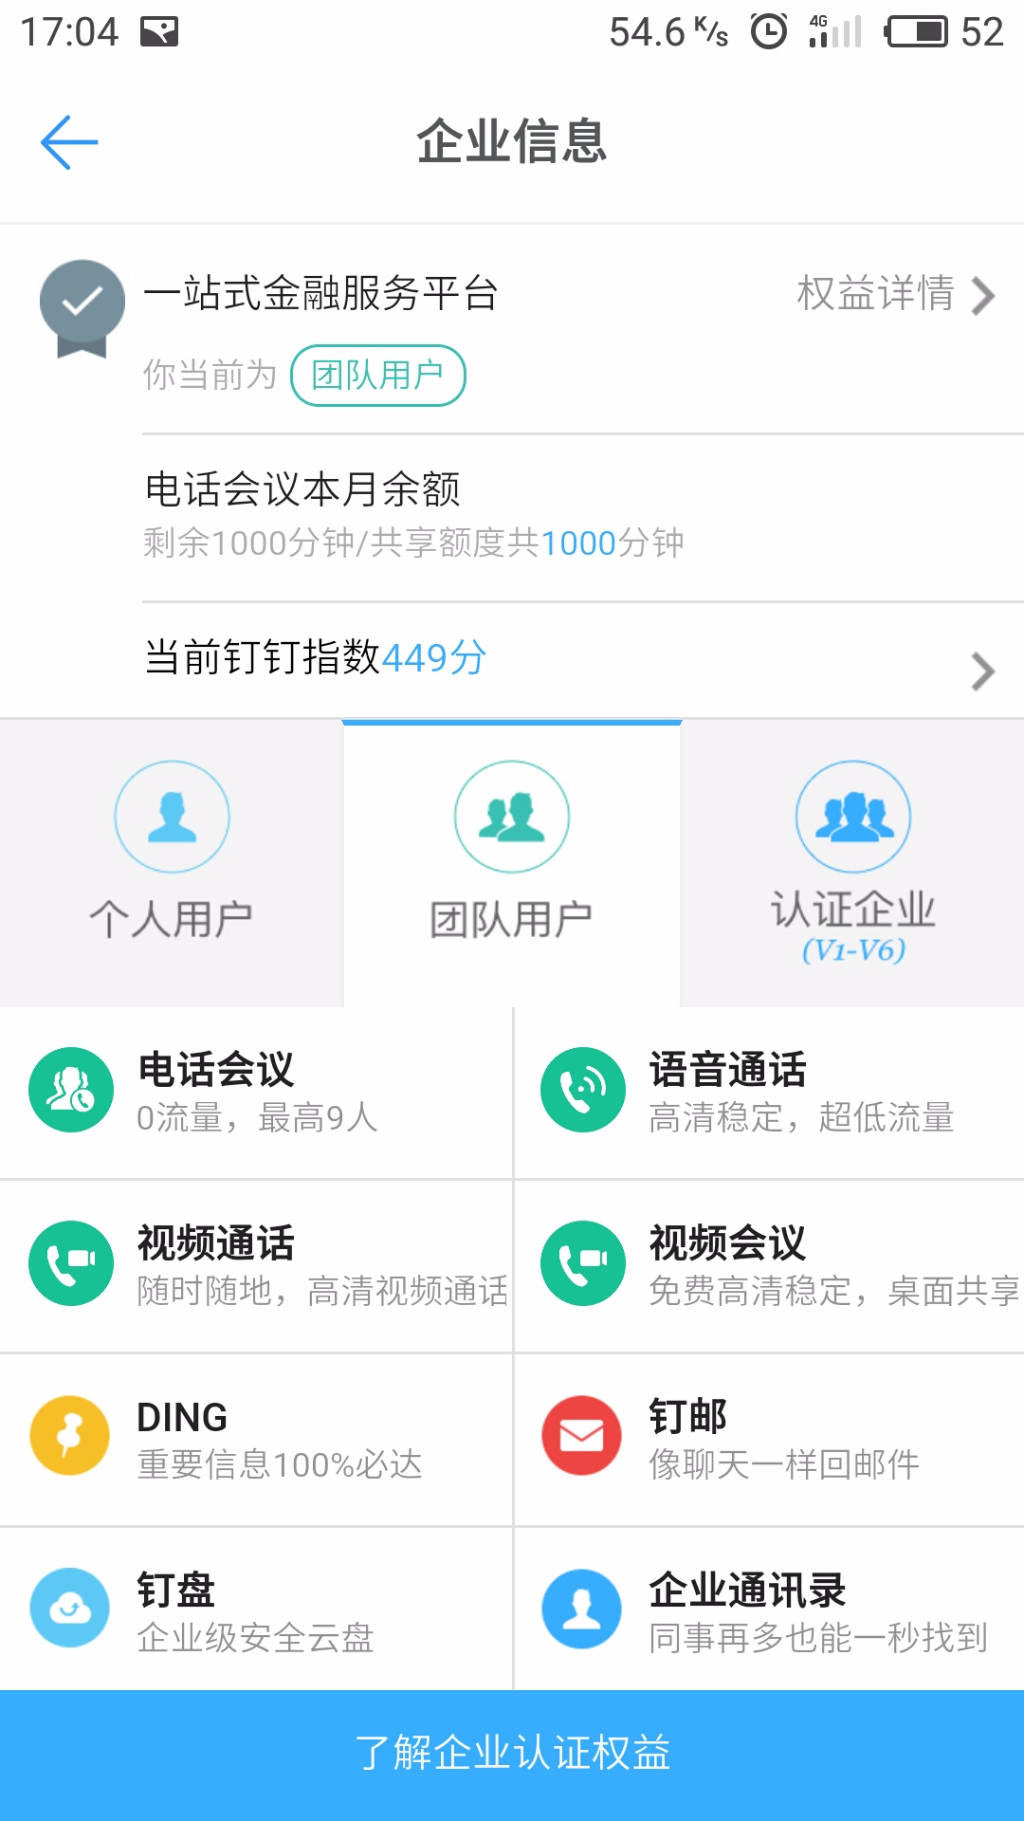 17:04 54.6 K/s 4G 52
企业信息
一站式金融服务平台 权益详情
你当前为 团队用户
电话会议本月余额
剩余1000分钟/共享额度共1000分钟
当前钉钉指数449分
个人用户 团队用户 认证企业
(V1-V6)
电话会议 语音通话
0流量，最高9人 高清稳定，超低流量
视频通话 视频会议
随时随地，高清视频通话 免费高清稳定，桌面共享
DING 钉邮
重要信息100%必达 像聊天一样回邮件
钉盘 企业通讯录
企业级安全云盘 同事再多也能一秒找到
了解企业认证权益